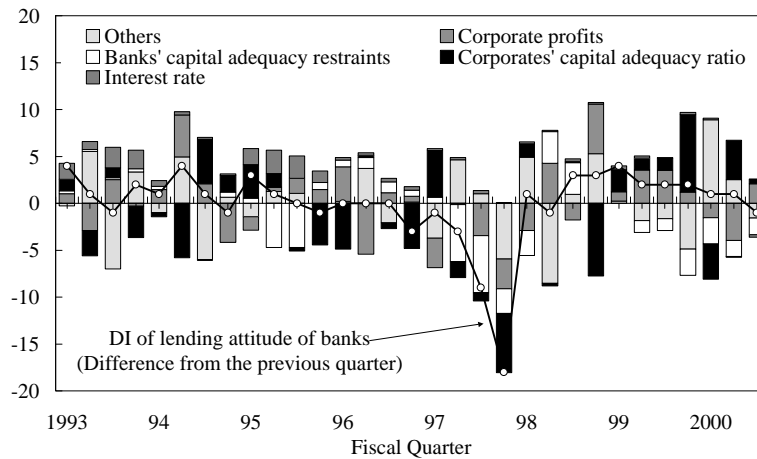 20
15
10
5
0
-5
-10
-15
-20
Others
Corporate profits
Banks' capital adequacy restraints
Corporates' capital adequacy ratio
Interest rate
DI of lending attitude of banks
(Difference from the previous quarter)
1993 94 95 96 97 98 99 2000
Fiscal Quarter